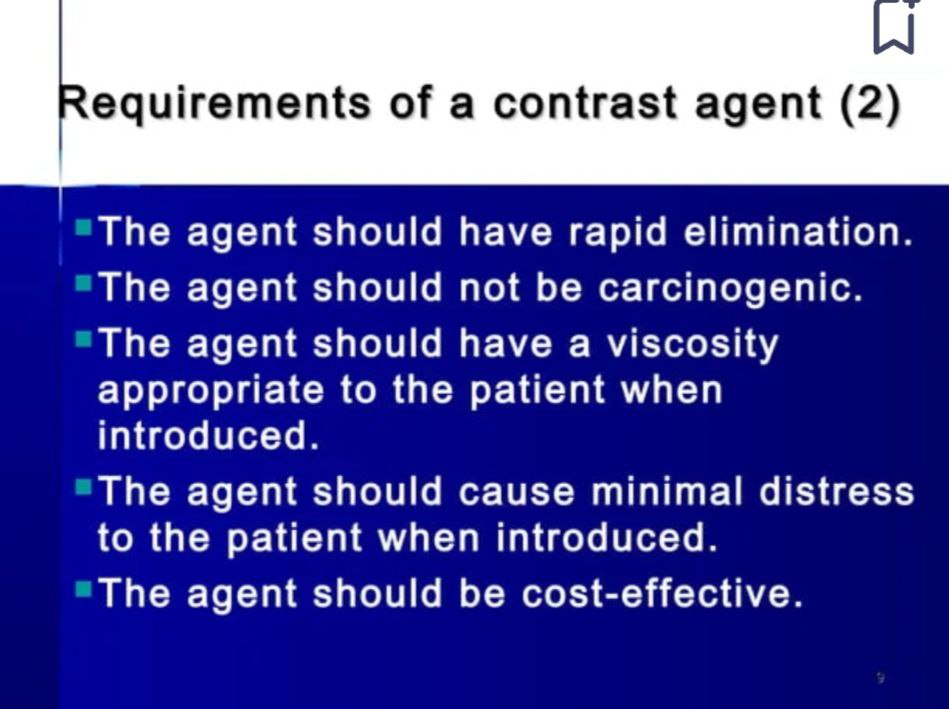 Requirements of a contrast agent (2)
The agent should have rapid elimination.
The agent should not be carcinogenic.
The agent should have a viscosity
appropriate to the patient when
introduced.
The agent should cause minimal distress
to the patient when introduced.
The agent should be cost-effective.
9